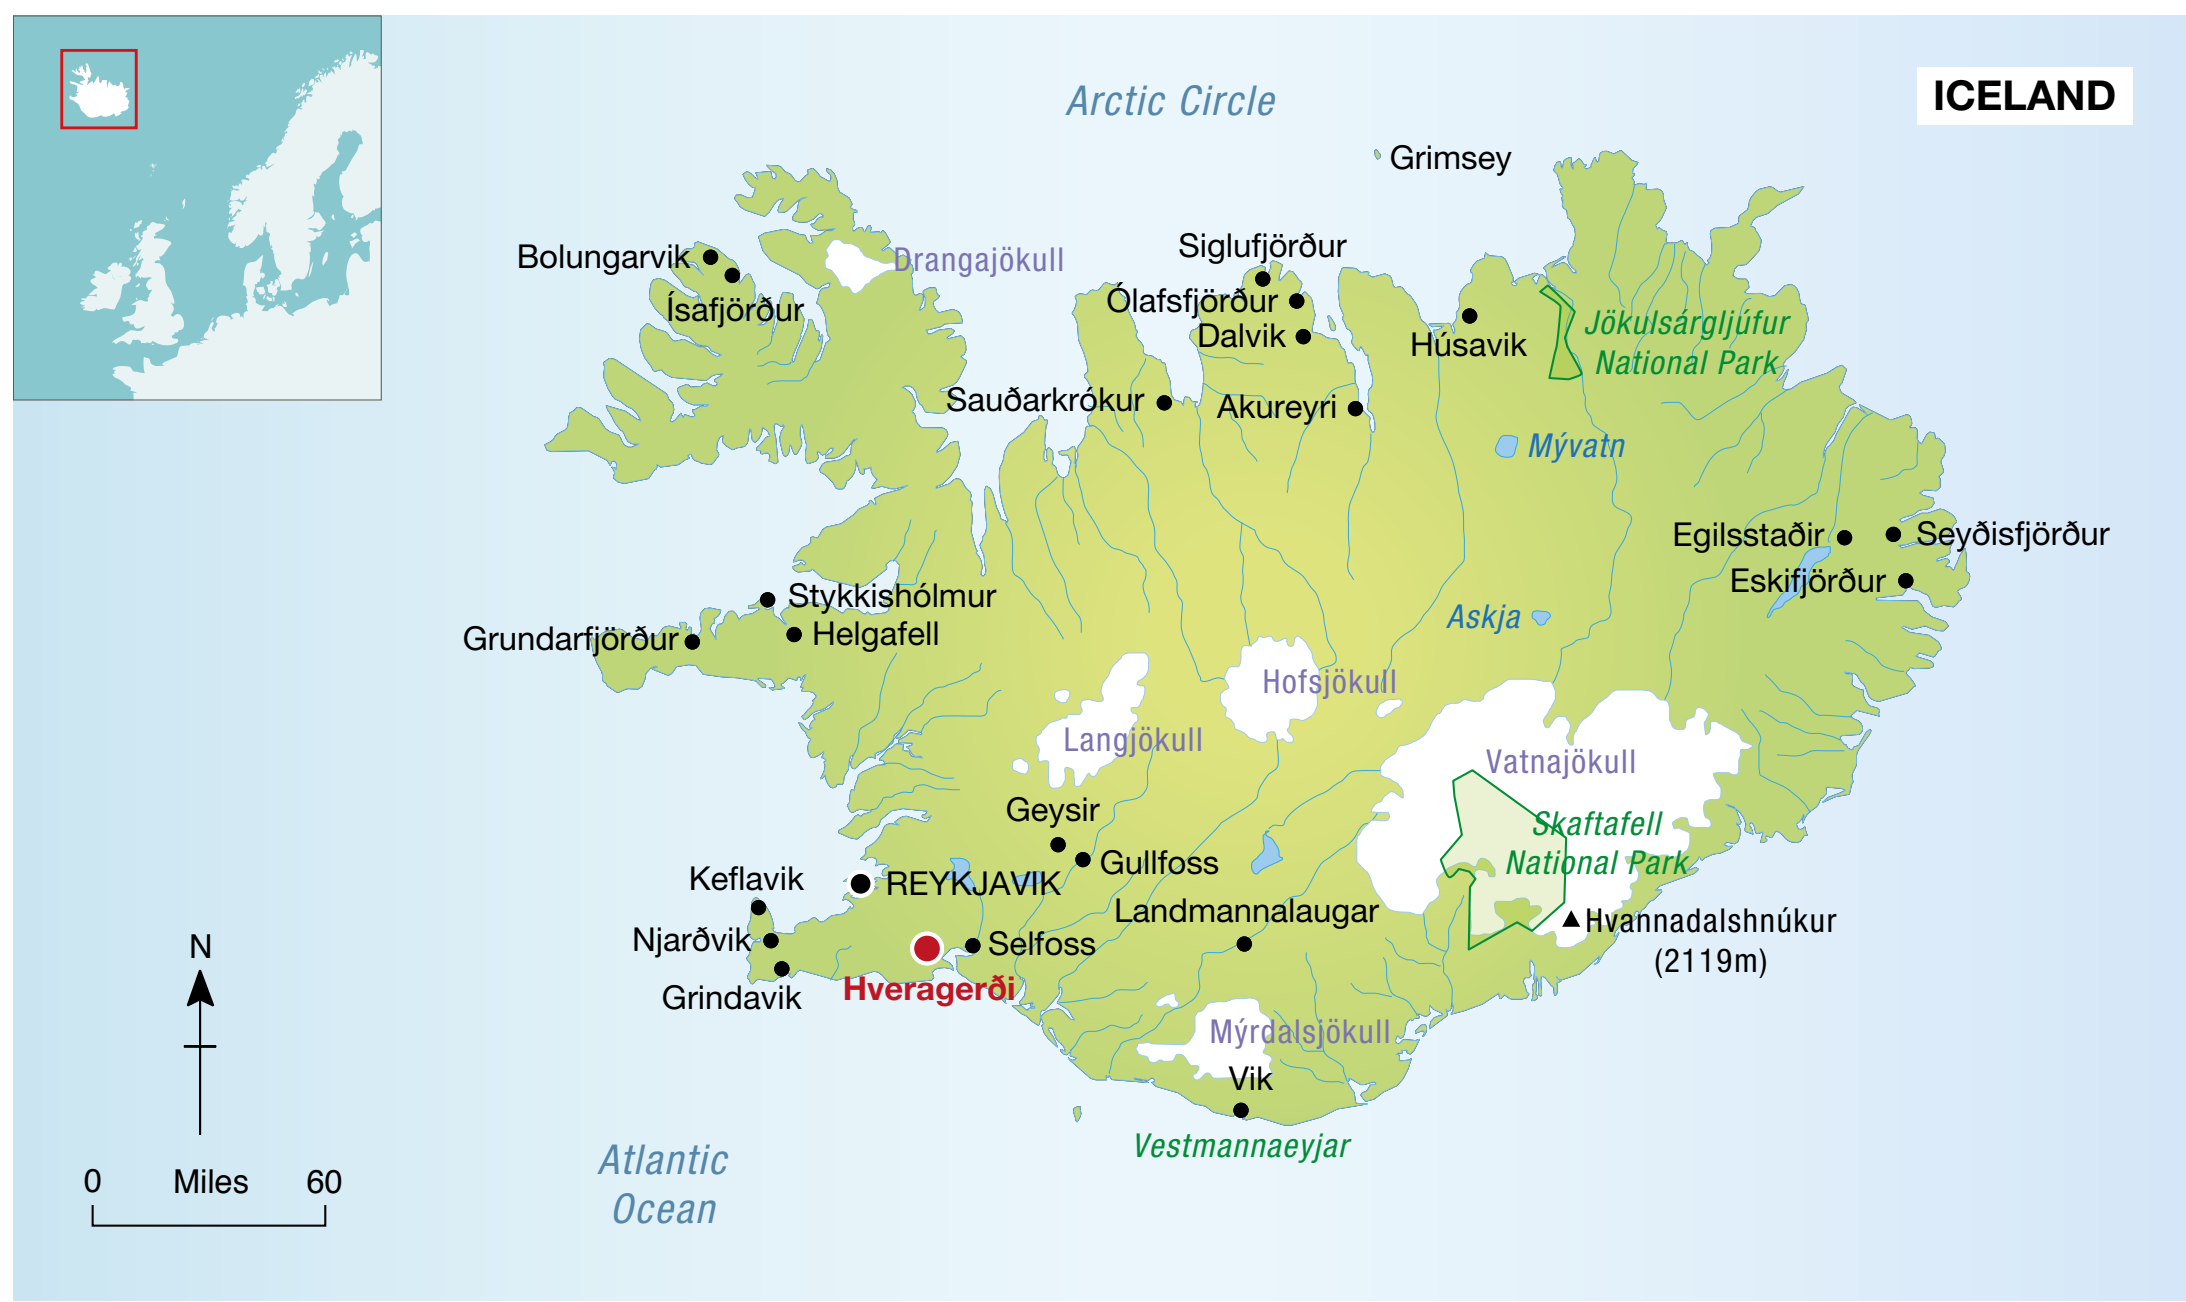 ICELAND
Arctic Circle
Grimsey
Bolungarvik
Ísafjörður
Drangajökull
Siglufjörður
Ólafsfjörður
Dalvik
Húsavik
Jökulsárgljúfur
National Park
Sauðarkrókur
Akureyri
Mývatn
Egilsstaðir
Seyðisfjörður
Eskifjörður
Stykkishólmur
Helgafell
Grundarfjörður
Askja
Hofsjökull
Langjökull
Vatnajökull
Geysir
Gullfoss
Skaftafell
National Park
Keflavik
REYKJAVIK
Landmannalaugar
Hvannadalshnúkur
(2119m)
Njarðvik
Selfoss
Grindavik
Hveragerði
Mýrdalsjökull
Vik
Vestmannaeyjar
N
Atlantic
Ocean
0 Miles 60